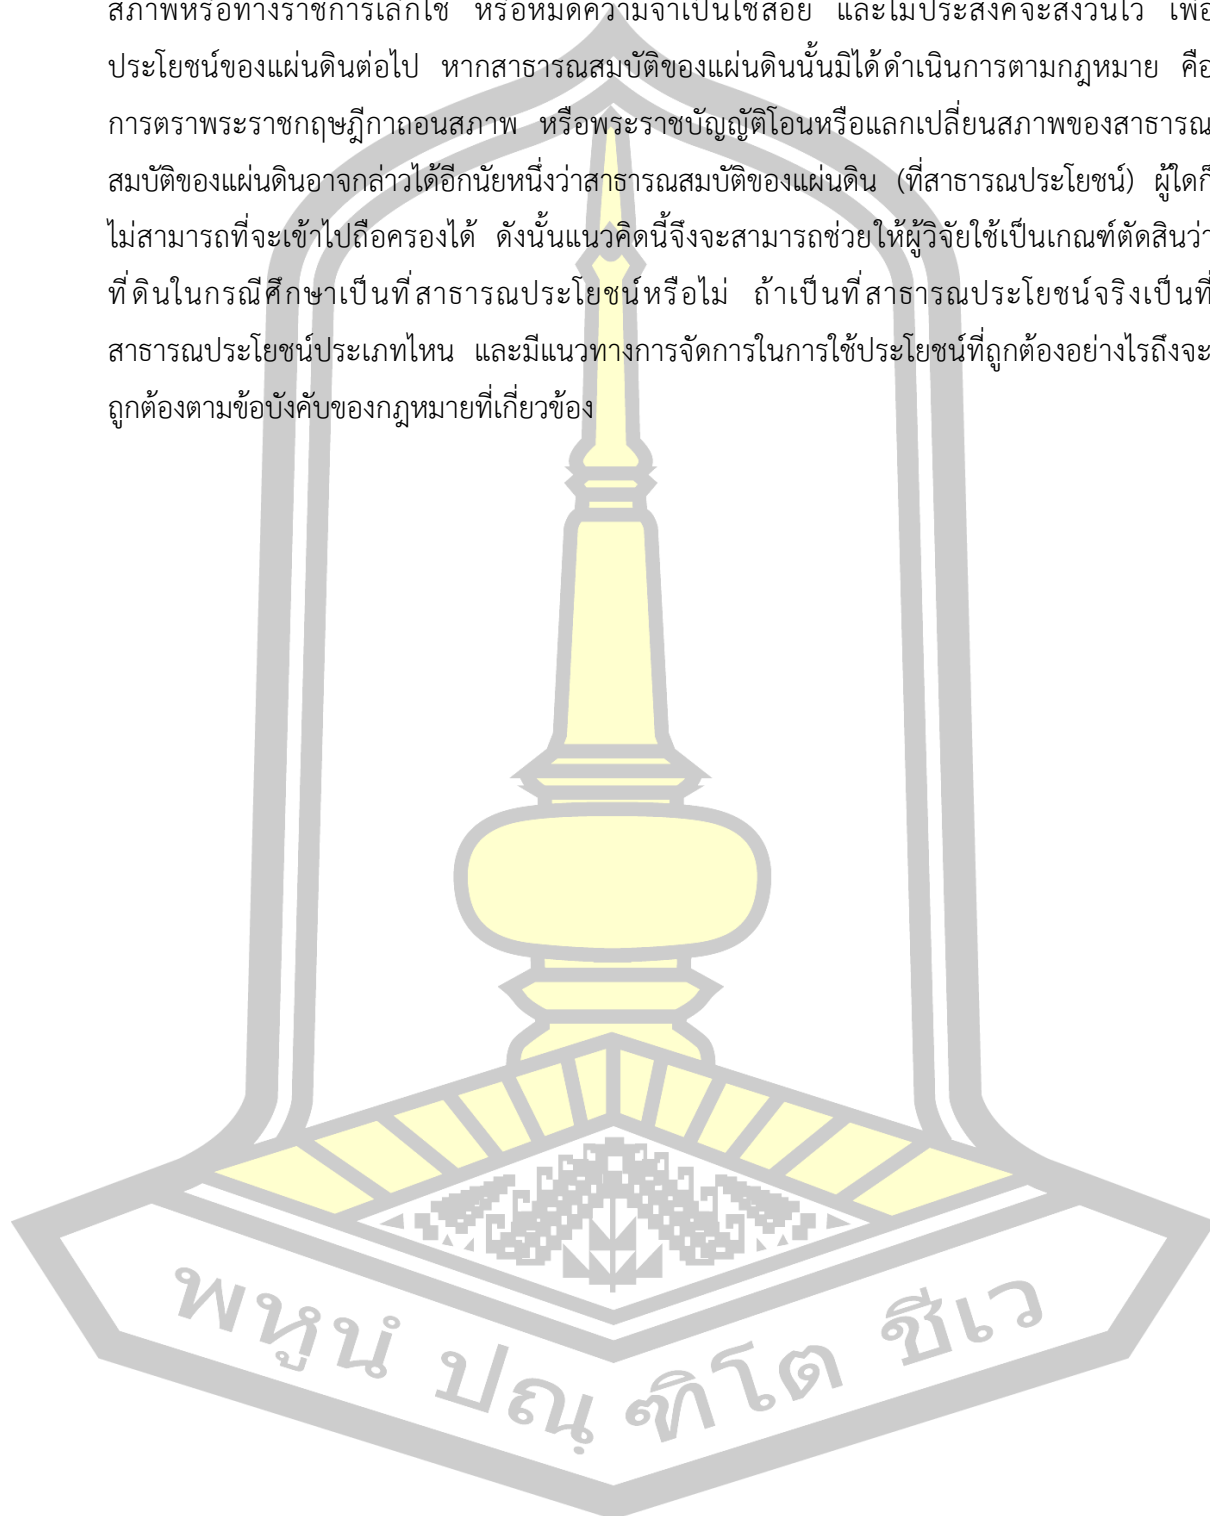 สภาพหรือทางราชการเลิกใช้ หรือหมดความจำเป็นใช้สอย และไม่ประสงค์จะสงวนไว้ เพื่อ
ประโยชน์ของแผ่นดินต่อไป หากสาธารณสมบัติของแผ่นดินนั้นมิได้ดำเนินการตามกฎหมาย คือ
การตราพระราชกฤษฎีกาถอนสภาพ หรือพระราชบัญญัติโอนหรือแลกเปลี่ยนสภาพของสาธารณ
สมบัติของแผ่นดินอาจกล่าวได้อีกนัยหนึ่งว่าสาธารณสมบัติของแผ่นดิน (ที่สาธารณประโยชน์) ผู้ใดก็
ไม่สามารถที่จะเข้าไปถือครองได้ ดังนั้นแนวคิดนี้จึงจะสามารถช่วยให้ผู้วิจัยใช้เป็นเกณฑ์ตัดสินว่า
ที่ดินในกรณีศึกษาเป็นที่สาธารณประโยชน์หรือไม่ ถ้าเป็นที่สาธารณประโยชน์จริงเป็นที่
สาธารณประโยชน์ประเภทไหน และมีแนวทางการจัดการในการใช้ประโยชน์ที่ถูกต้องอย่างไรถึงจะ
ถูกต้องตามข้อบังคับของกฎหมายที่เกี่ยวข้อง
พหูนํ ปณฺฑิโต ชีเว